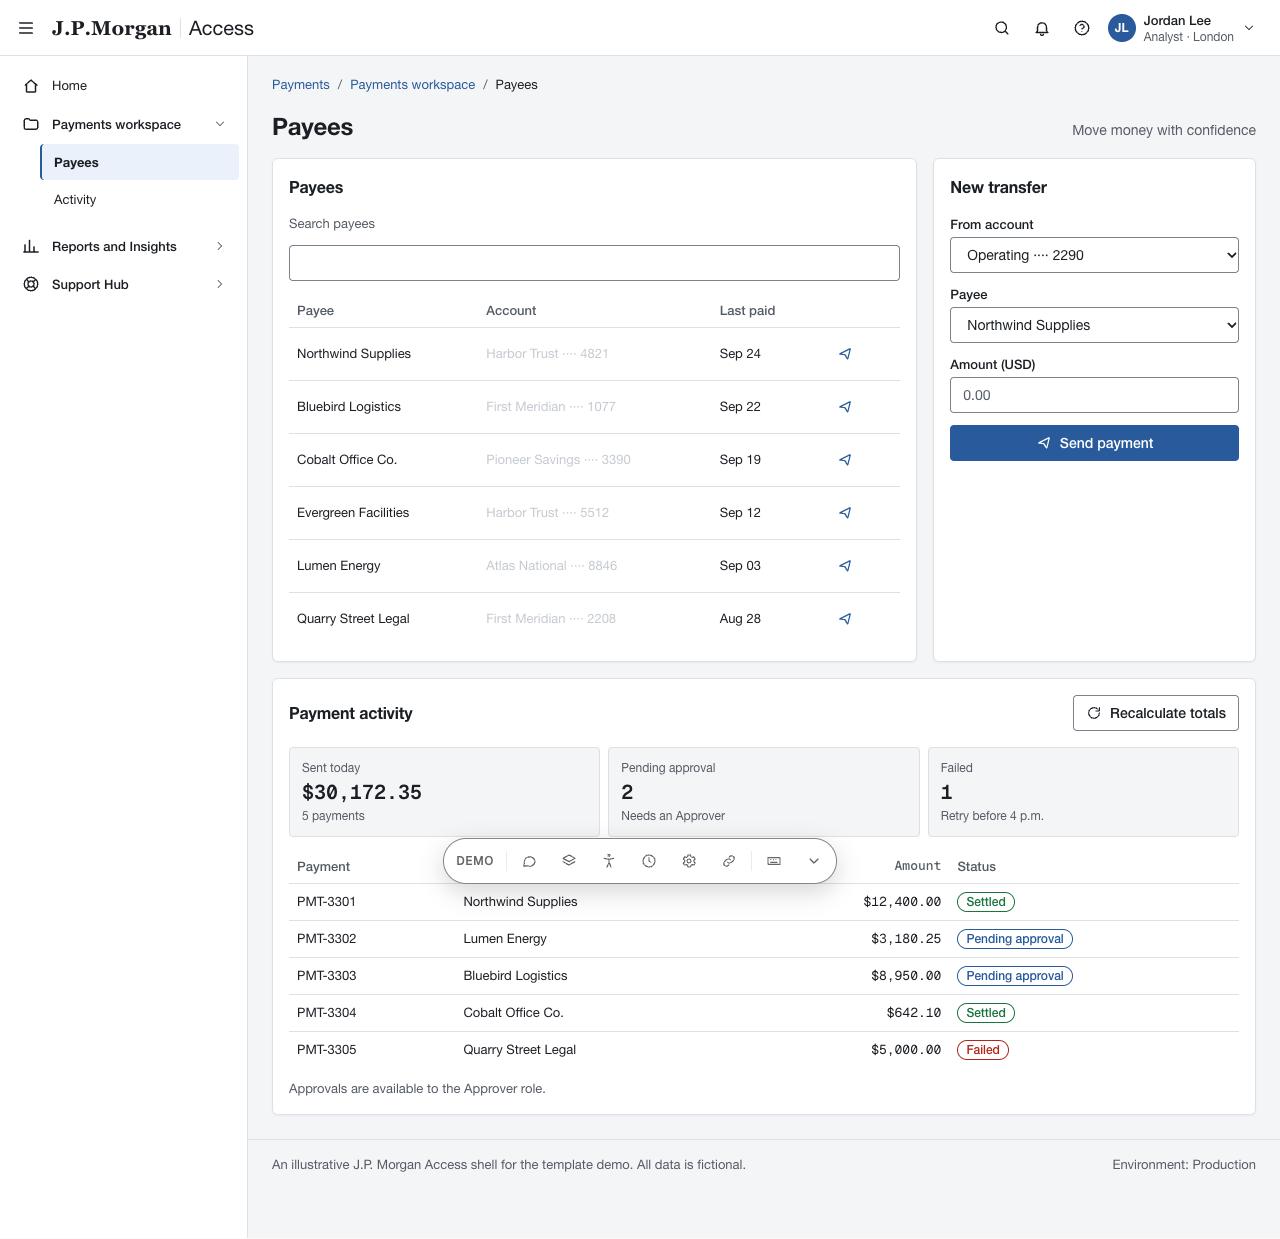 J.P.Morgan Access
JL Jordan Lee
Analyst · London
Home
Payments workspace
Payees
Activity
Reports and Insights
Support Hub
Payments / Payments workspace / Payees
Payees
Move money with confidence
Payees
Search payees
Payee Account Last paid
Northwind Supplies Harbor Trust ···· 4821 Sep 24
Bluebird Logistics First Meridian ···· 1077 Sep 22
Cobalt Office Co. Pioneer Savings ···· 3390 Sep 19
Evergreen Facilities Harbor Trust ···· 5512 Sep 12
Lumen Energy Atlas National ···· 8846 Sep 03
Quarry Street Legal First Meridian ···· 2208 Aug 28
New transfer
From account
Operating ···· 2290
Payee
Northwind Supplies
Amount (USD)
0.00
Send payment
Payment activity
Recalculate totals
Sent today
$30,172.35
5 payments
Pending approval
2
Needs an Approver
Failed
1
Retry before 4 p.m.
DEMO
Payment Amount Status
PMT-3301 Northwind Supplies $12,400.00 Settled
PMT-3302 Lumen Energy $3,180.25 Pending approval
PMT-3303 Bluebird Logistics $8,950.00 Pending approval
PMT-3304 Cobalt Office Co. $642.10 Settled
PMT-3305 Quarry Street Legal $5,000.00 Failed
Approvals are available to the Approver role.
An illustrative J.P. Morgan Access shell for the template demo. All data is fictional.
Environment: Production